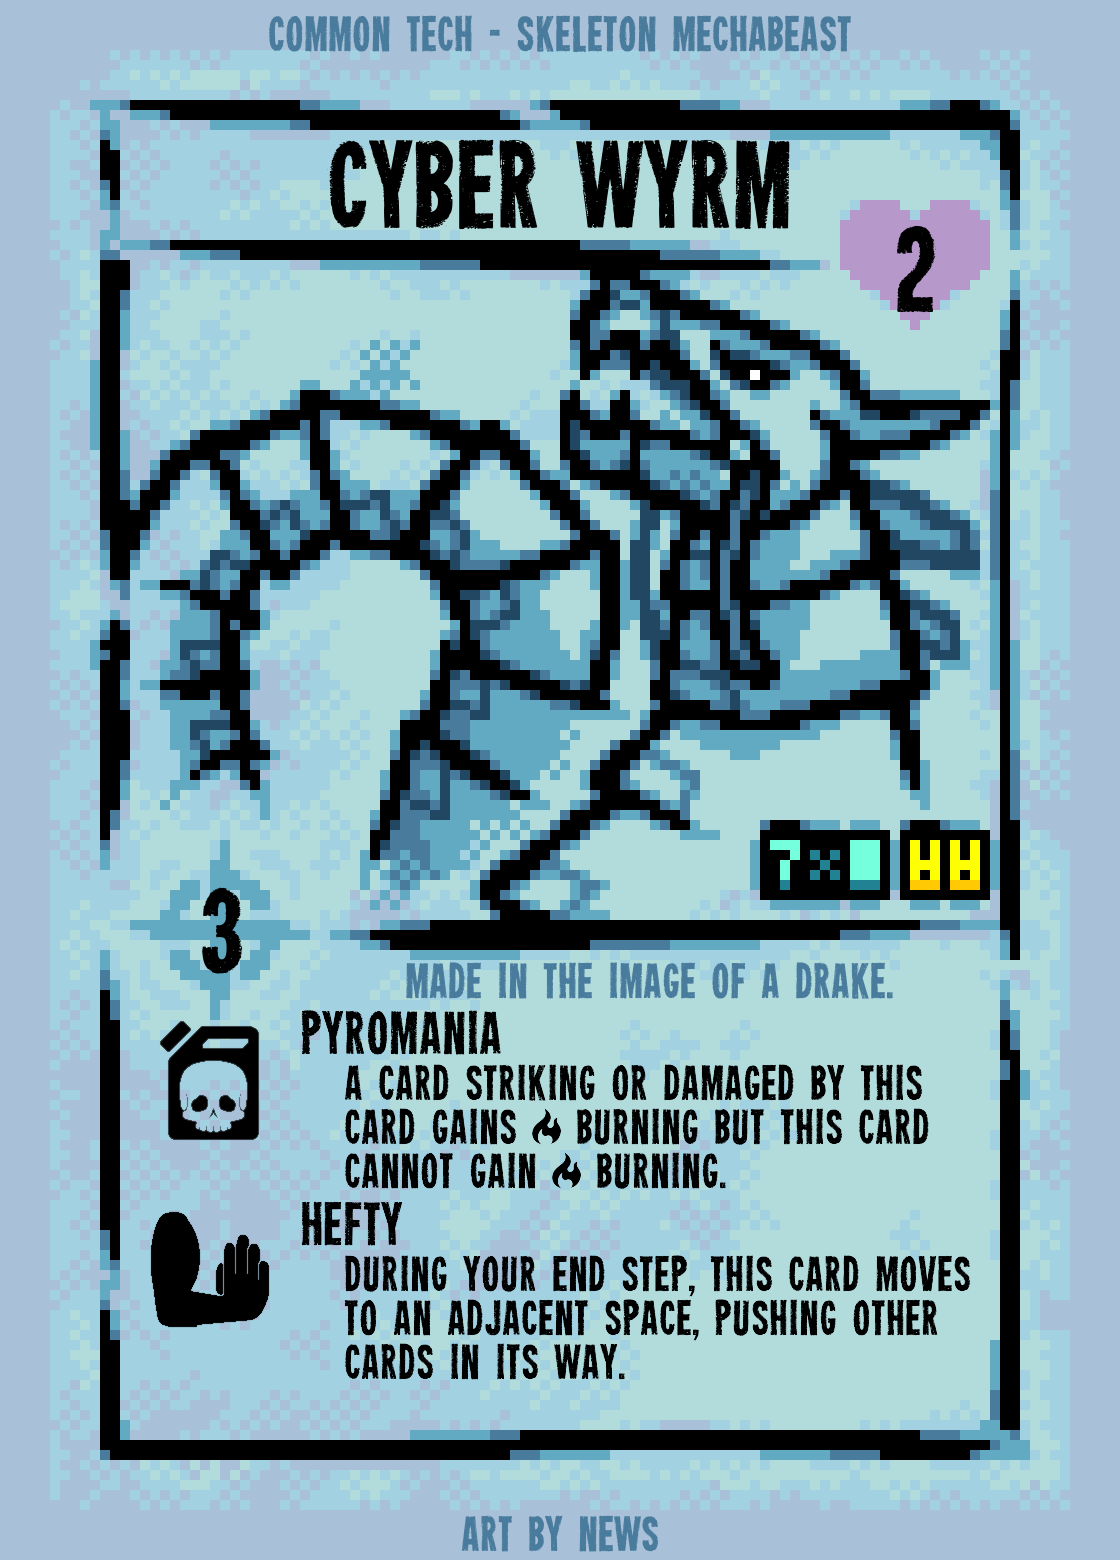 COMMON TECH - SKELETON MECHABEAST
CYBER WYRM
2
7
3
MADE IN THE IMAGE OF A DRAKE.
PYROMANIA
A CARD STRIKING OR DAMAGED BY THIS
CARD GAINS BURNING BUT THIS CARD
CANNOT GAIN BURNING.
HEFTY
DURING YOUR END STEP, THIS CARD MOVES
TO AN ADJACENT SPACE, PUSHING OTHER
CARDS IN ITS WAY.
ART BY NEWS